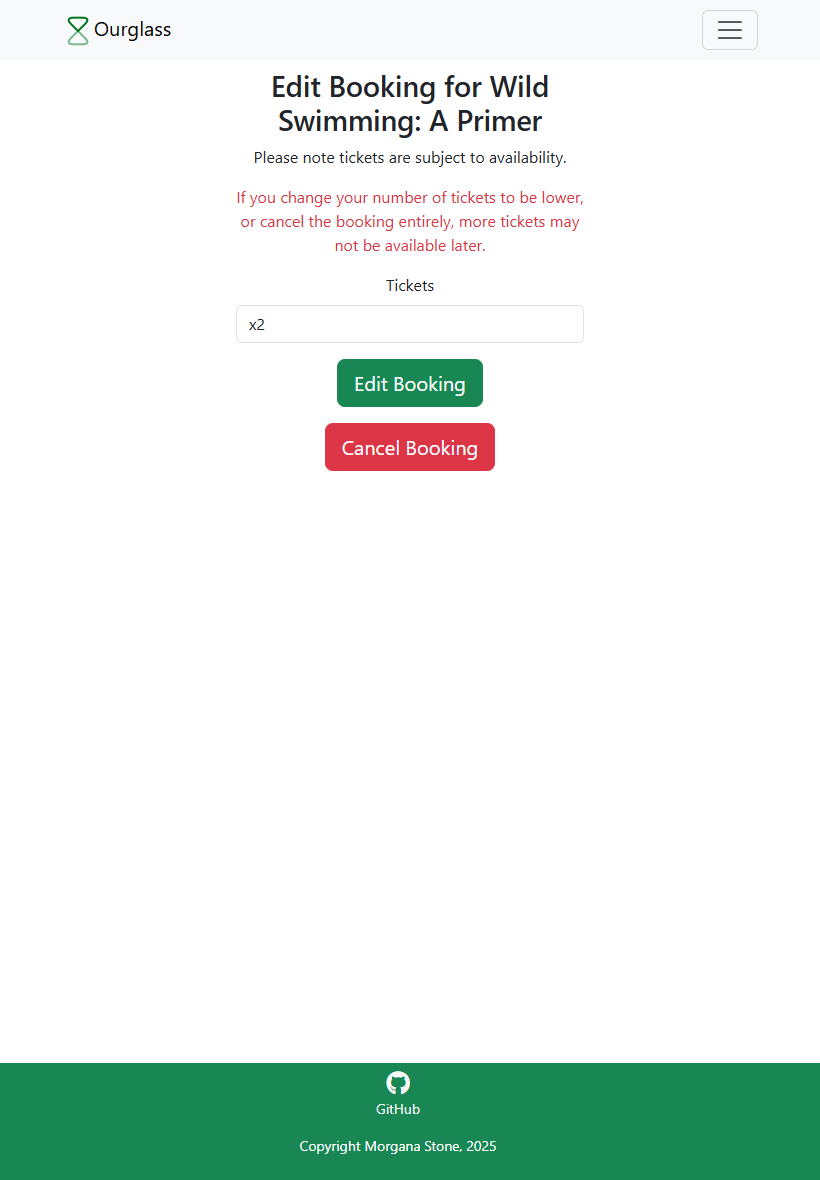 Ourglass
Edit Booking for Wild
Swimming: A Primer
Please note tickets are subject to availability.
If you change your number of tickets to be lower,
or cancel the booking entirely, more tickets may
not be available later.
Tickets
x2
Edit Booking
Cancel Booking
GitHub
Copyright Morgana Stone, 2025